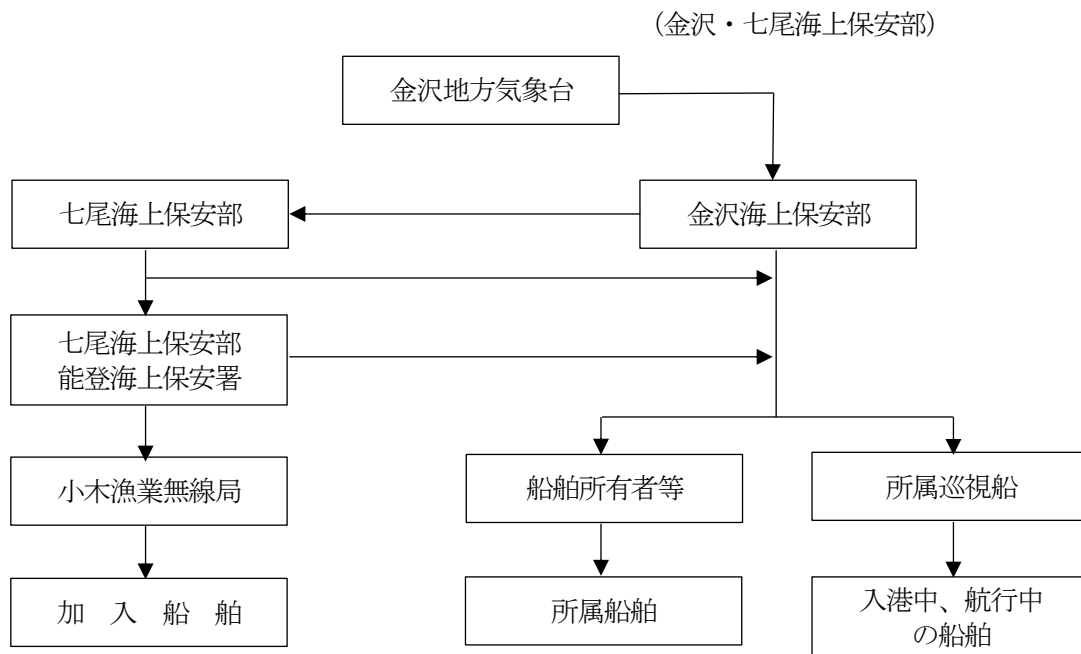 (金沢・七尾海上保安部)
金沢地方気象台
七尾海上保安部
金沢海上保安部
七尾海上保安部
能登海上保安署
小木漁業無線局
船舶所有者等
所属巡視船
加 入 船 舶
所属船舶
入港中、航行中
の船舶